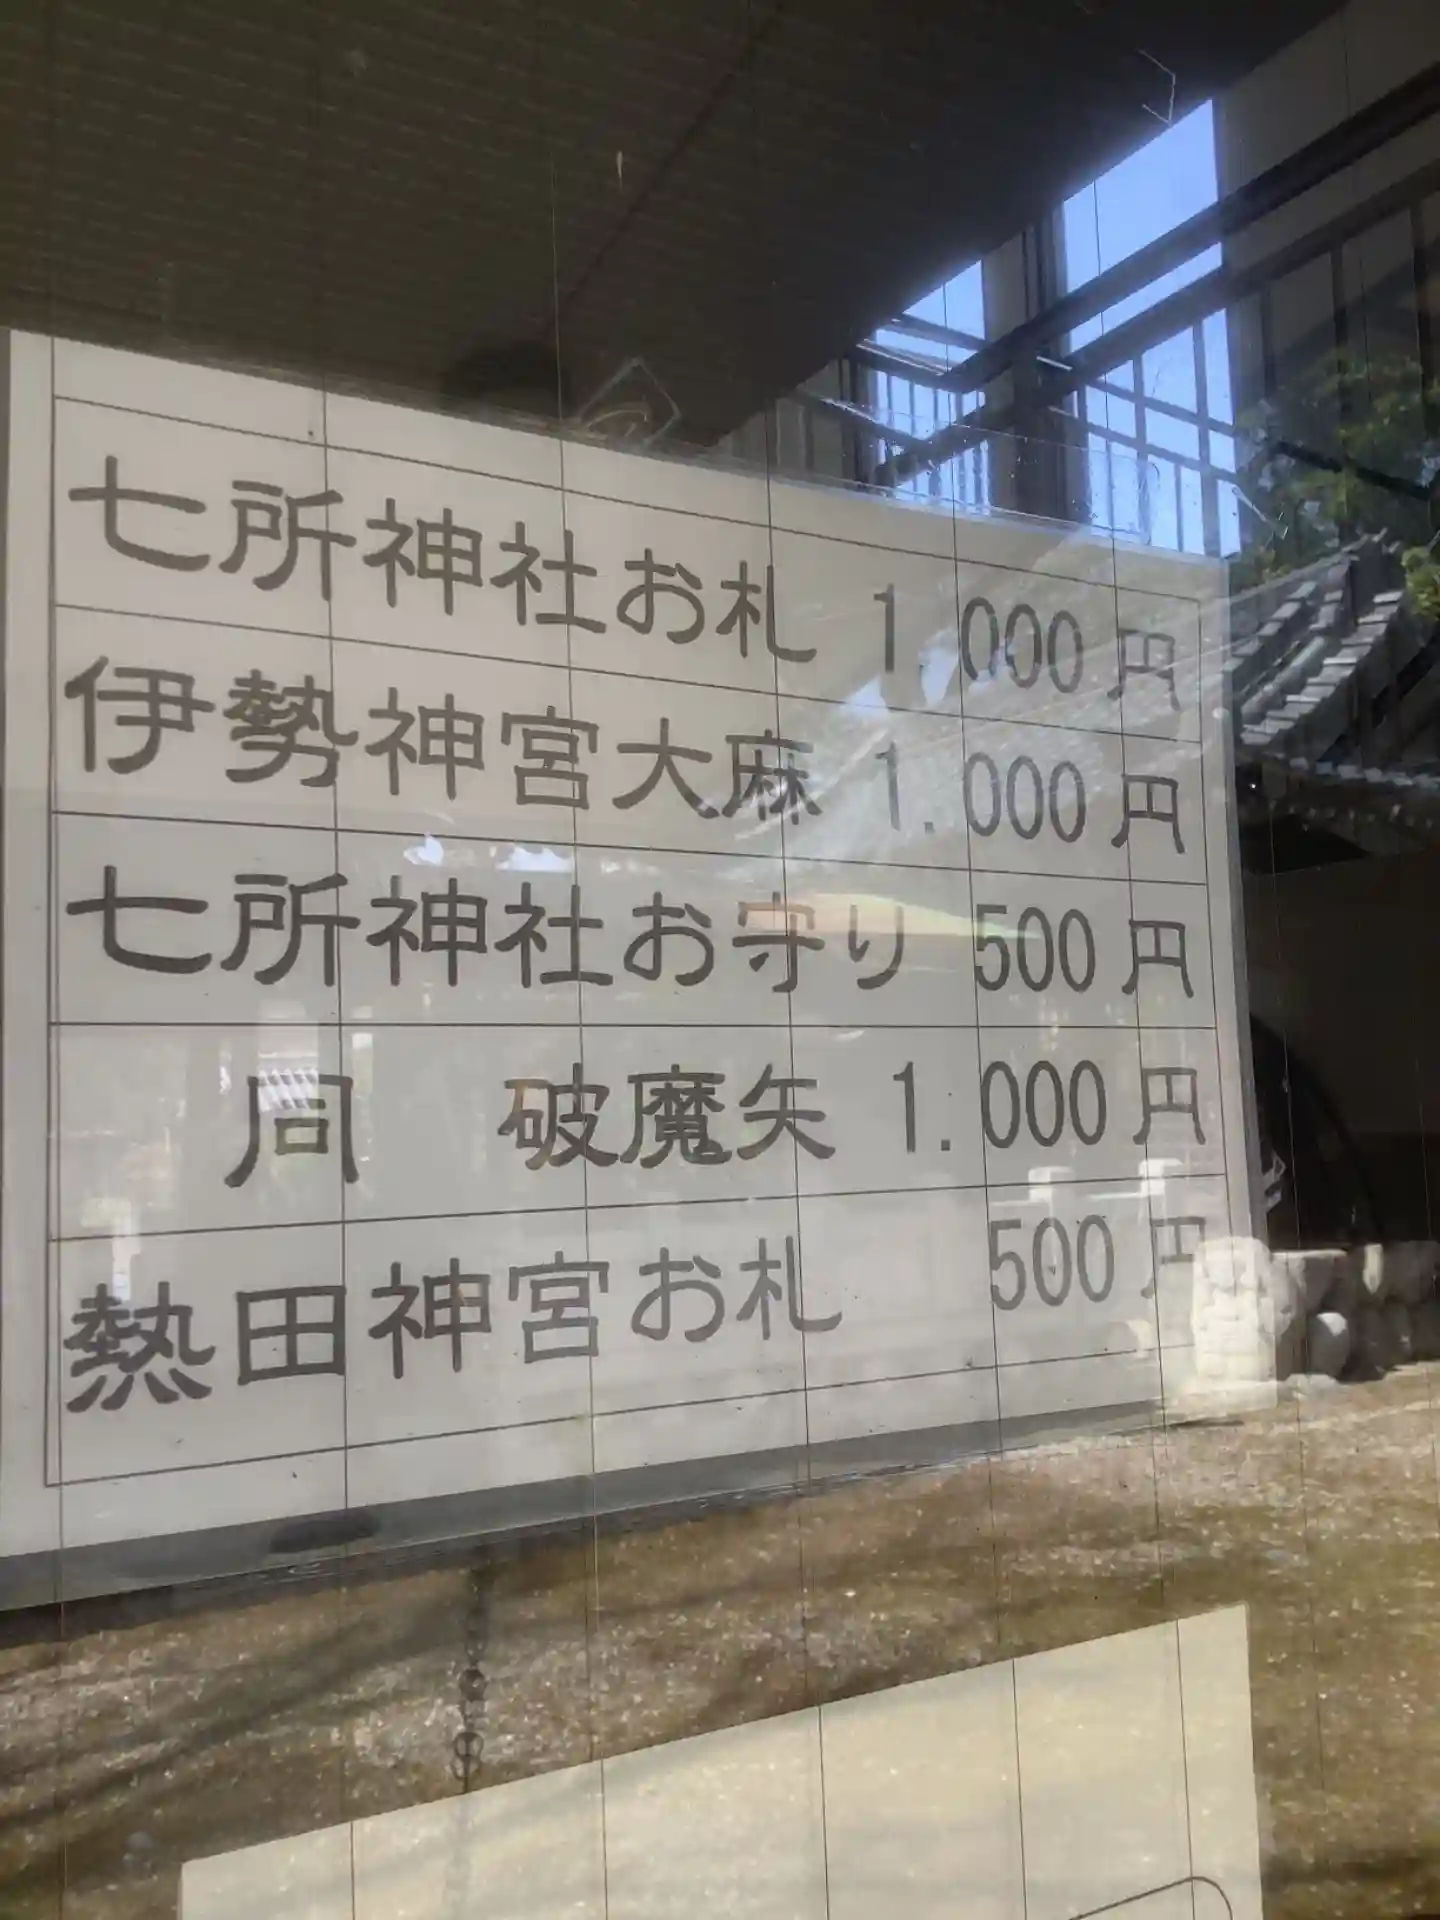 七所神社お札 1.000円
伊勢神宮大麻 1.000円
七所神社お守り 500円
同 破魔矢 1.000円
熱田神宮お札 500円